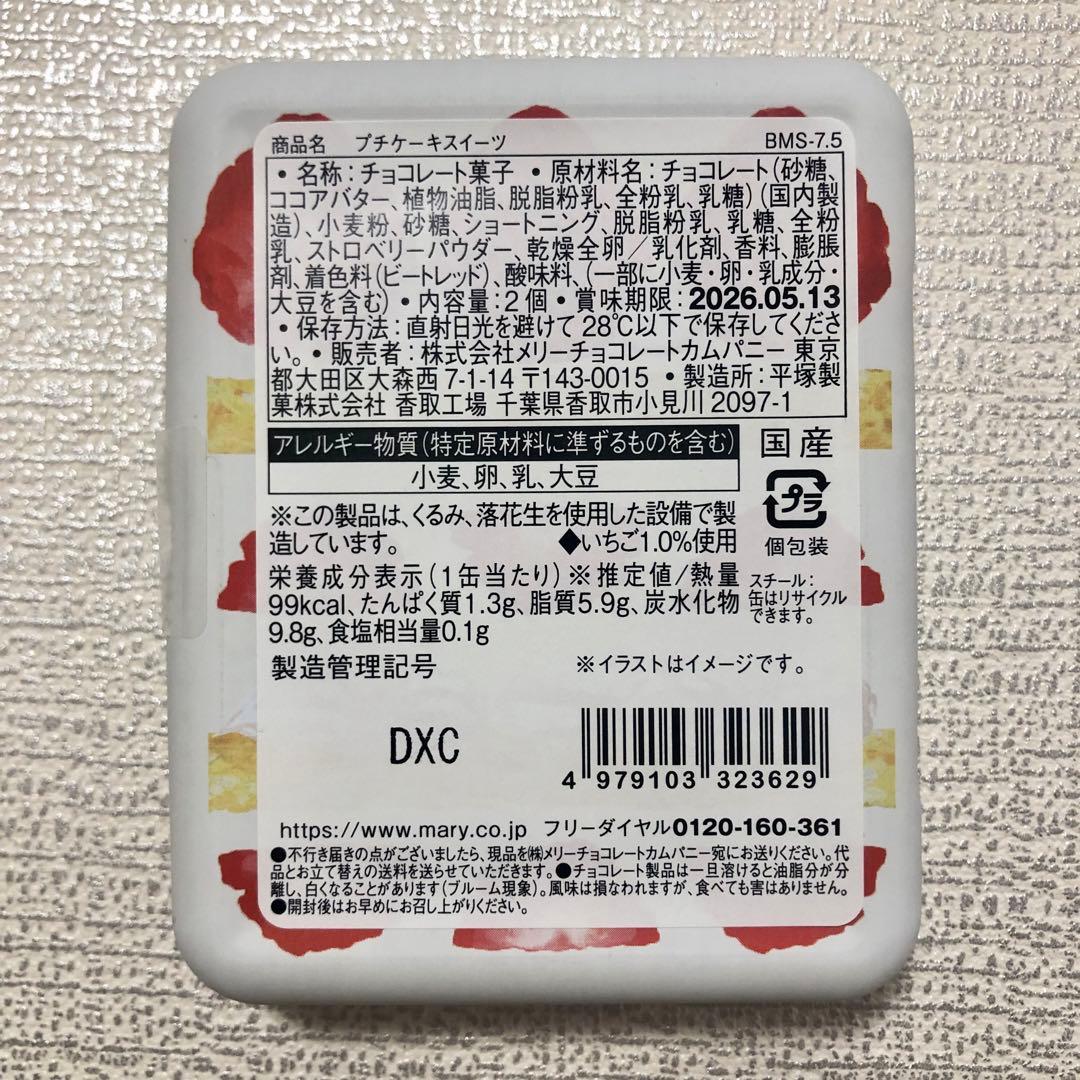 商品名 プチケーキスイーツ BMS-7.5
・名称：チョコレート菓子 ・原材料名：チョコレート（砂糖、
ココアバター、植物油脂、脱脂粉乳、全粉乳、乳糖）（国内製
造）、小麦粉、砂糖、ショートニング、脱脂粉乳、乳糖、全粉
乳、ストロベリーパウダー、乾燥全卵／乳化剤、香料、膨脹
剤、着色料（ビートレッド）、酸味料、（一部に小麦・卵・乳成分・
大豆を含む）・内容量：２個・賞味期限：2026.05.13
・保存方法：直射日光を避けて28℃以下で保存してくださ
い。・販売者：株式会社メリーチョコレートカムパニー 東京
都大田区大森西7-1-14〒143-0015 ・製造所：平塚製
菓株式会社 香取工場 千葉県香取市小見川2097-1
アレルギー物質（特定原材料に準ずるものを含む）
小麦、卵、乳、大豆
国産
プラ
個包装
※この製品は、くるみ、落花生を使用した設備で製
造しています。 ◆いちご1.0%使用
栄養成分表示（1缶当たり）※推定値/熱量
99kcal、たんぱく質1.3g、脂質5.9g、炭水化物
9.8g、食塩相当量0.1g
スチール：
缶はリサイクル
できます。
製造管理記号 ※イラストはイメージです。
DXC
4 979103 323629
https://www.mary.co.jp フリーダイヤル0120-160-361
●不行き届きの点がございましたら、現品を㈱メリーチョコレートカムパニー宛にお送りください。代
品とお立て替えの送料を送らせていただきます。●チョコレート製品は一旦溶けると油脂分が分
離し、白くなることがあります（ブルーム現象）。風味は損なわれますが、食べても害はありません。
●開封後はお早めにお召し上がりください。